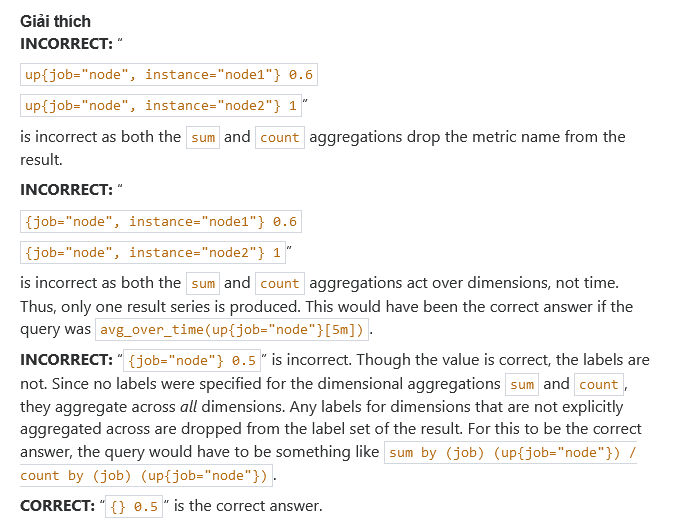 Giải thích
INCORRECT: “
up{job="node", instance="node1"} 0.6
up{job="node", instance="node2"} 1”
is incorrect as both the sum and count aggregations drop the metric name from the
result.
INCORRECT: “
{job="node", instance="node1"} 0.6
{job="node", instance="node2"} 1”
is incorrect as both the sum and count aggregations act over dimensions, not time.
Thus, only one result series is produced. This would have been the correct answer if the
query was avg_over_time(up{job="node"}[5m]).
INCORRECT: “{job="node"} 0.5” is incorrect. Though the value is correct, the labels are
not. Since no labels were specified for the dimensional aggregations sum and count,
they aggregate across all dimensions. Any labels for dimensions that are not explicitly
aggregated across are dropped from the label set of the result. For this to be the correct
answer, the query would have to be something like sum by (job) (up{job="node"}) /
count by (job) (up{job="node"}).
CORRECT: “{} 0.5” is the correct answer.